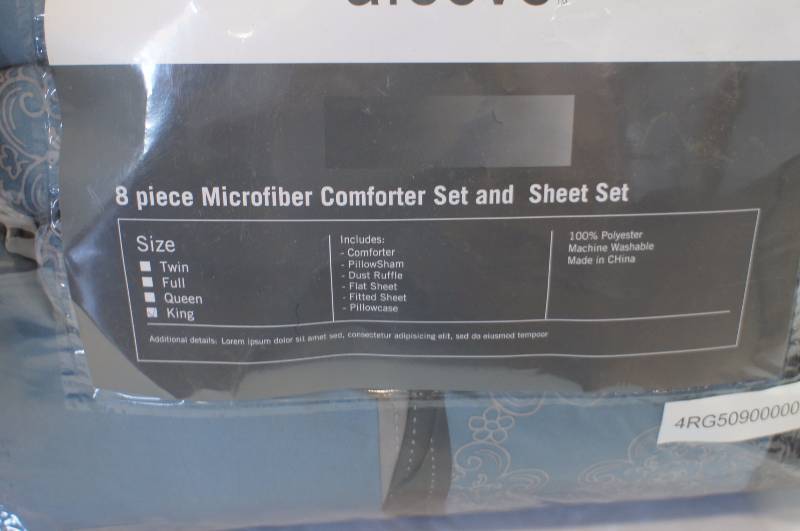 8 piece Microfiber Comforter Set and Sheet Set
Size
Twin
Full
Queen
King
Includes:
- Comforter
- PillowSham
- Dust Ruffle
- Flat Sheet
- Fitted Sheet
- Pillowcase
100% Polyester
Machine Washable
Made in CHina
Additional details: Lorem ipsum dolor sit amet sed, consectetur adipisicing elit, sed do eiusmod tempoor
4RG50900000